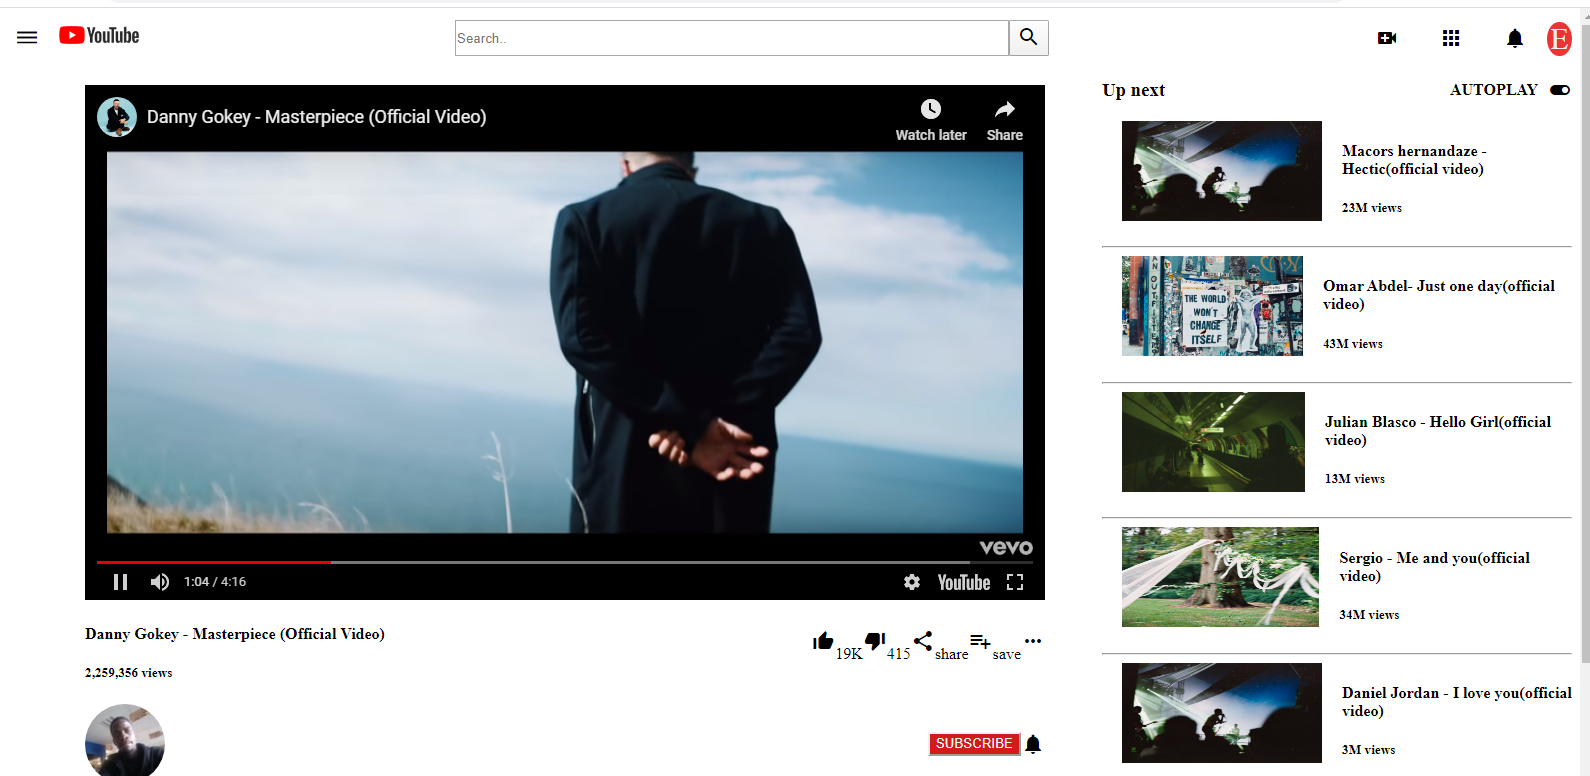 YouTube
Search..
E
Danny Gokey - Masterpiece (Official Video)
Watch later
Share
vevo
1:04 / 4:16
YouTube
Danny Gokey - Masterpiece (Official Video)
19K
415
share
save
2,259,356 views
SUBSCRIBE
Up next
AUTOPLAY
Macors hernandaze -
Hectic(official video)
23M views
THE WORLD
WON'T
CHANGE
ITSELF
Omar Abdel- Just one day(official
video)
43M views
Julian Blasco - Hello Girl(official
video)
13M views
Sergio - Me and you(official
video)
34M views
Daniel Jordan - I love you(official
video)
3M views